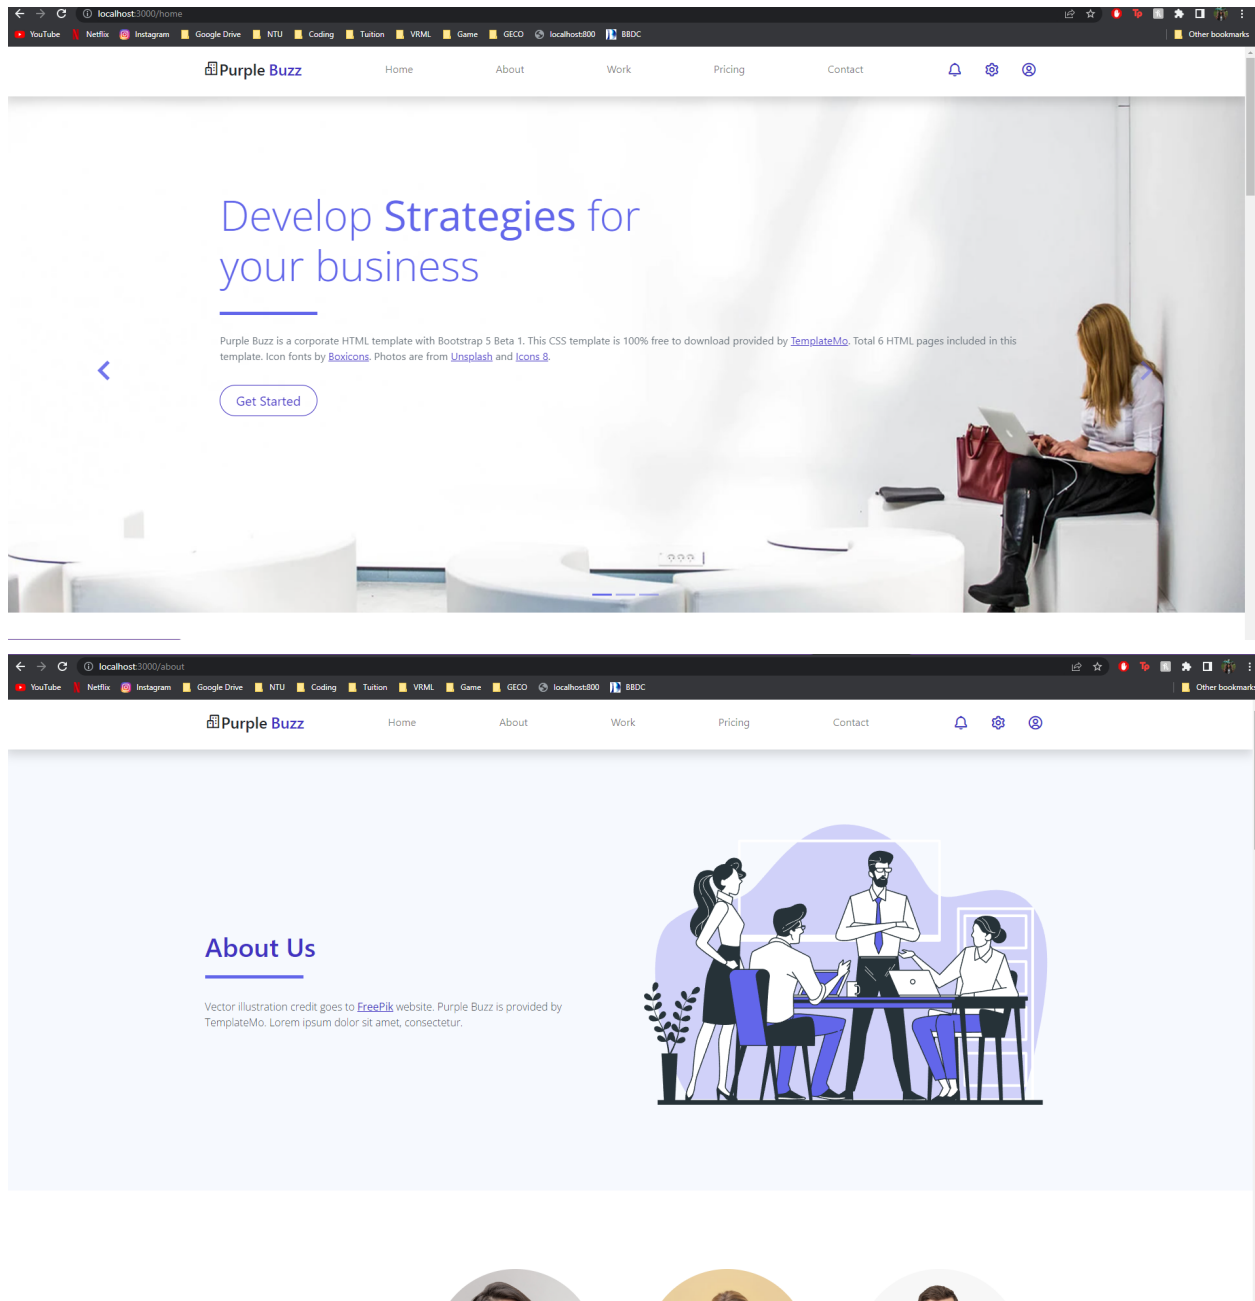 localhost:3000/home
YouTube Netflix Instagram Google Drive NTU Coding Tuition VRML Game GECO localhost:800 BBDC Other bookmarks
Purple Buzz Home About Work Pricing Contact
Develop Strategies for
your business
Purple Buzz is a corporate HTML template with Bootstrap 5 Beta 1. This CSS template is 100% free to download provided by TemplateMo. Total 6 HTML pages included in this
template. Icon fonts by Boxicons. Photos are from Unsplash and Icons 8.
Get Started
localhost:3000/about
YouTube Netflix Instagram Google Drive NTU Coding Tuition VRML Game GECO localhost:800 BBDC Other bookmarks
Purple Buzz Home About Work Pricing Contact
About Us
Vector illustration credit goes to FreePik website. Purple Buzz is provided by
TemplateMo. Lorem ipsum dolor sit amet, consectetur.